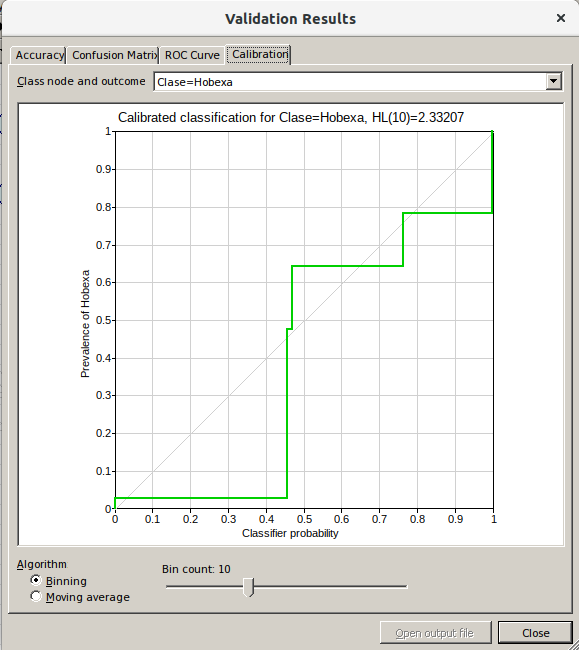 Validation Results
Accuracy Confusion Matrix ROC Curve Calibration
Class node and outcome Clase=Hobexa
Calibrated classification for Clase=Hobexa, HL(10)=2.33207
1
0.9
0.8
0.7
0.6
0.5
0.4
0.3
0.2
0.1
0
Prevalence of Hobexa
0 0.1 0.2 0.3 0.4 0.5 0.6 0.7 0.8 0.9 1
Classifier probability
Algorithm
Bin count: 10
Binning
Moving average
Open output file Close